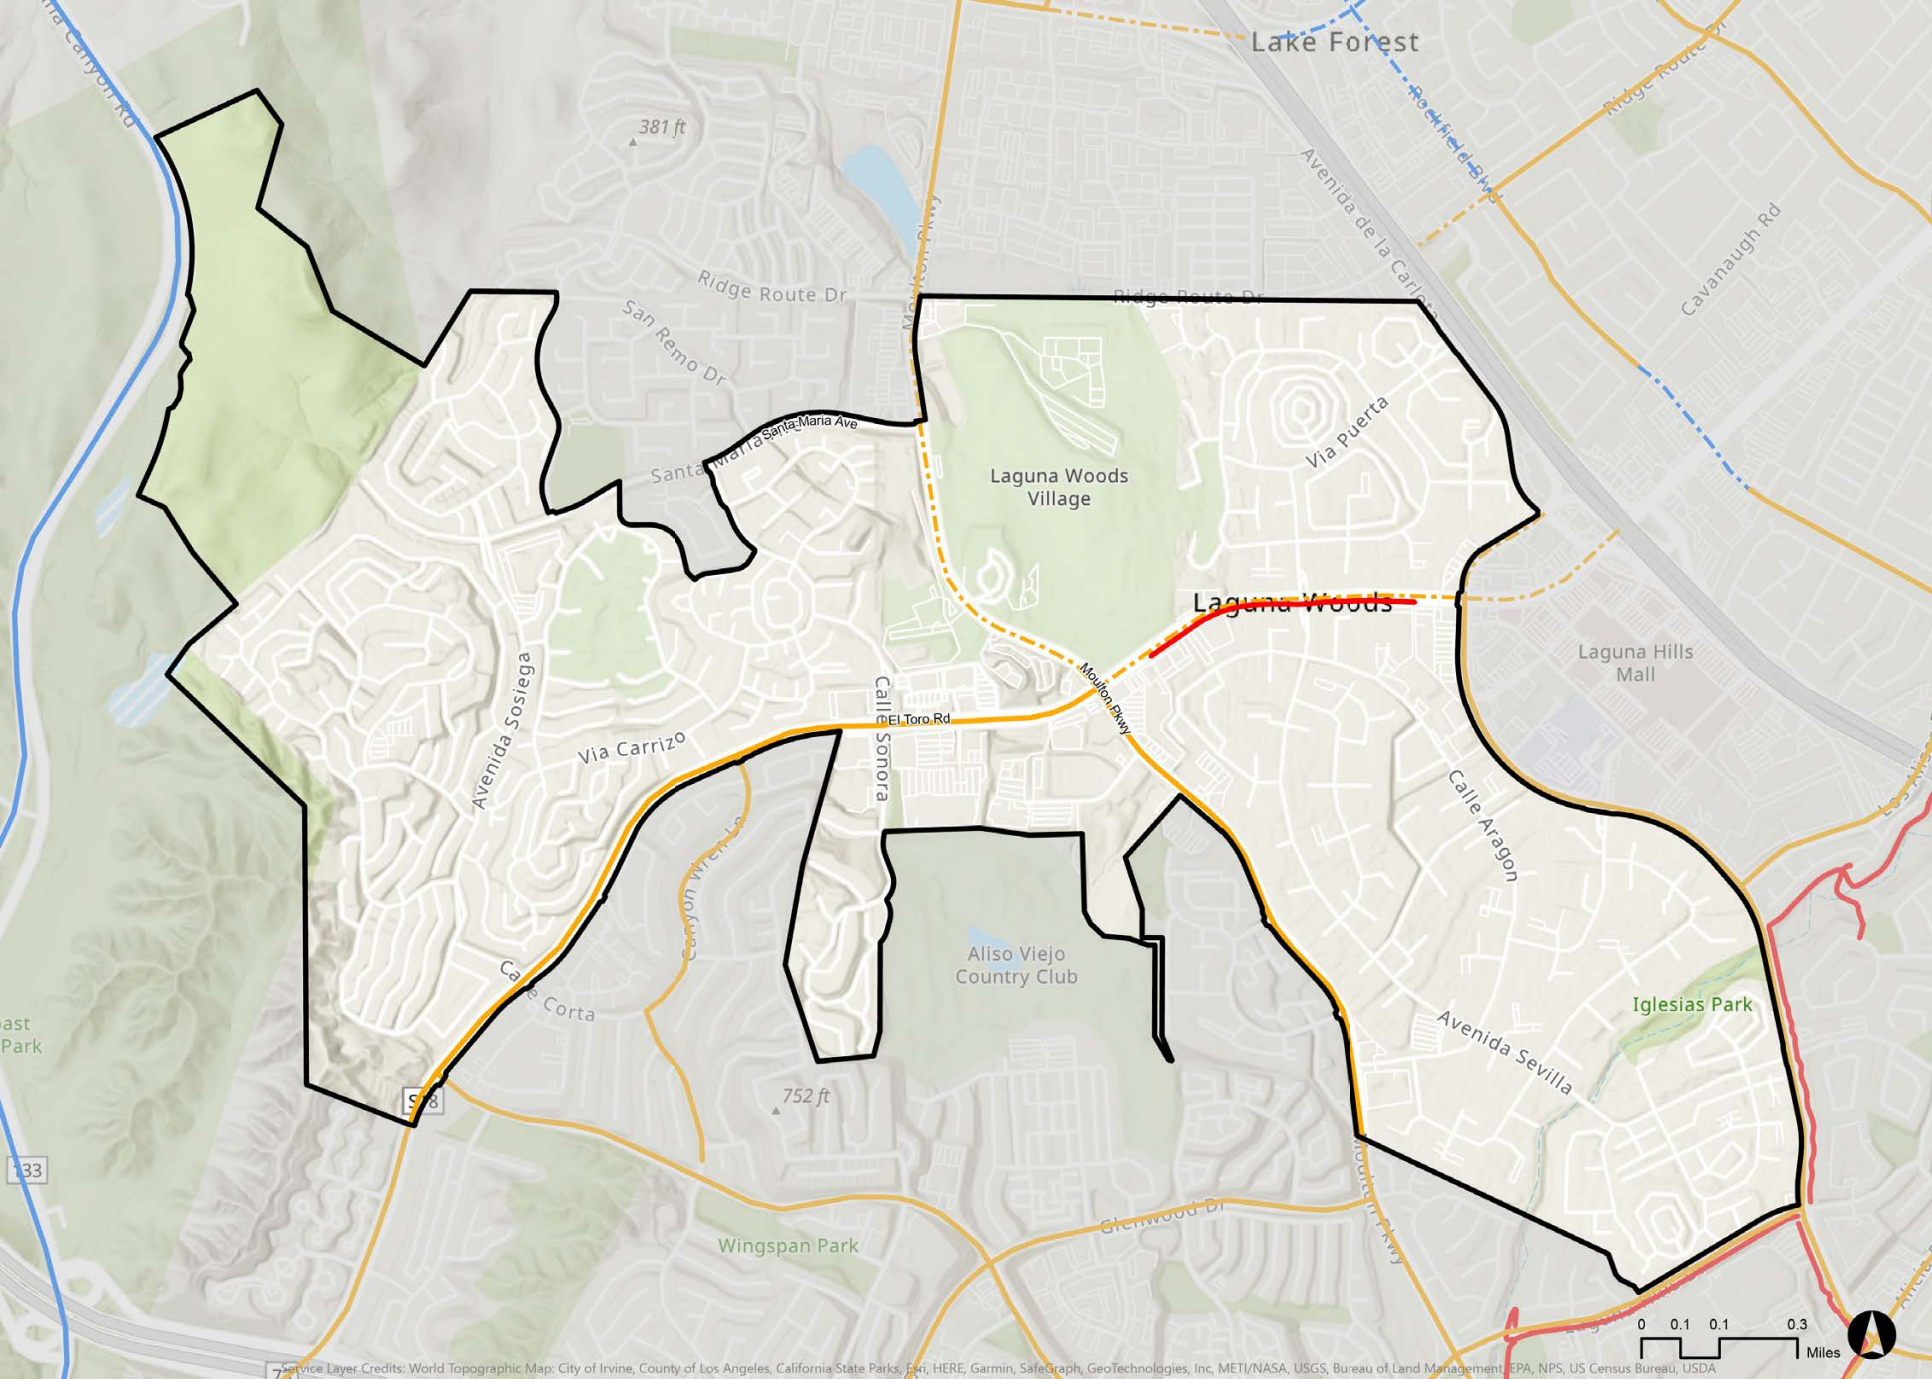 Lake Forest
Ridge Route Dr
Rockfield Blvd
381 ft
Avenida de la Carlota
Cavanaugh Rd
Moulton Pkwy
Ridge Route Dr
Ridge Route Dr
San Remo Dr
Santa Maria Ave
Santa Maria
Via Puerta
Laguna Woods
Village
Laguna Woods
Laguna Hills
Mall
Avenida Sosiega
Via Carrizo
Calle Sonora
El Toro Rd
Moulton Pkwy
Calle Aragon
Canyon Wren Ln
Aliso Viejo
Country Club
Calle Corta
Iglesias Park
Avenida Sevilla
Park
752 ft
133
Glenwood Dr
Moulton Pkwy
Wingspan Park
0 0.1 0.1 0.3
Miles
Service Layer Credits: World Topographic Map: City of Irvine, County of Los Angeles, California State Parks, Esri, HERE, Garmin, SafeGraph, GeoTechnologies, Inc, METI/NASA, USGS, Bureau of Land Management, EPA, NPS, US Census Bureau, USDA